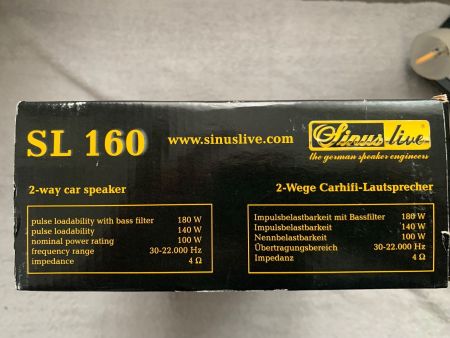 SL 160
www.sinuslive.com
Sinus live
the german speaker engineers
2-way car speaker
pulse loadability with bass filter 180 W
pulse loadability 140 W
nominal power rating 100 W
frequency range 30-22.000 Hz
impedance 4 Ω
2-Wege Carhifi-Lautsprecher
Impulsbelastbarkeit mit Bassfilter 180 W
Impulsbelastbarkeit 140 W
Nennbelastbarkeit 100 W
Übertragungsbereich 30-22.000 Hz
Impedanz 4 Ω